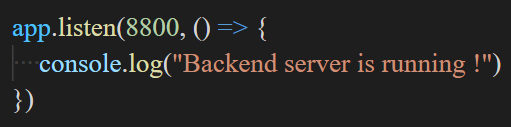 app.listen(8800, () => {
    console.log("Backend server is running !")
})